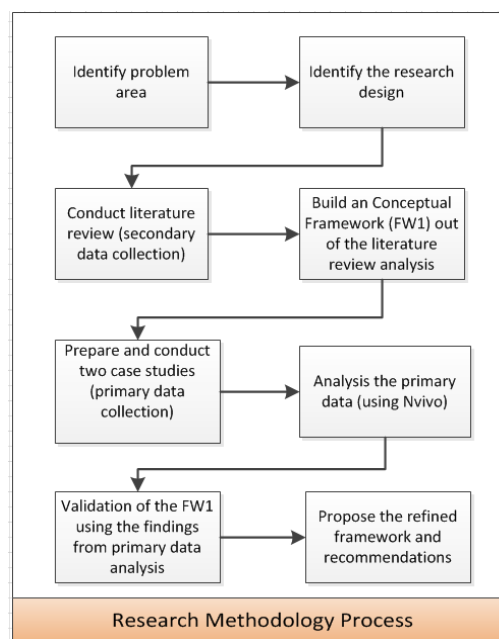 Identify problem
area
Identify the research
design
Conduct literature
review (secondary
data collection)
Build an Conceptual
Framework (FW1) out
of the literature
review analysis
Prepare and conduct
two case studies
(primary data
collection)
Analysis the primary
data (using Nvivo)
Validation of the FW1
using the findings
from primary data
analysis
Propose the refined
framework and
recommendations
Research Methodology Process